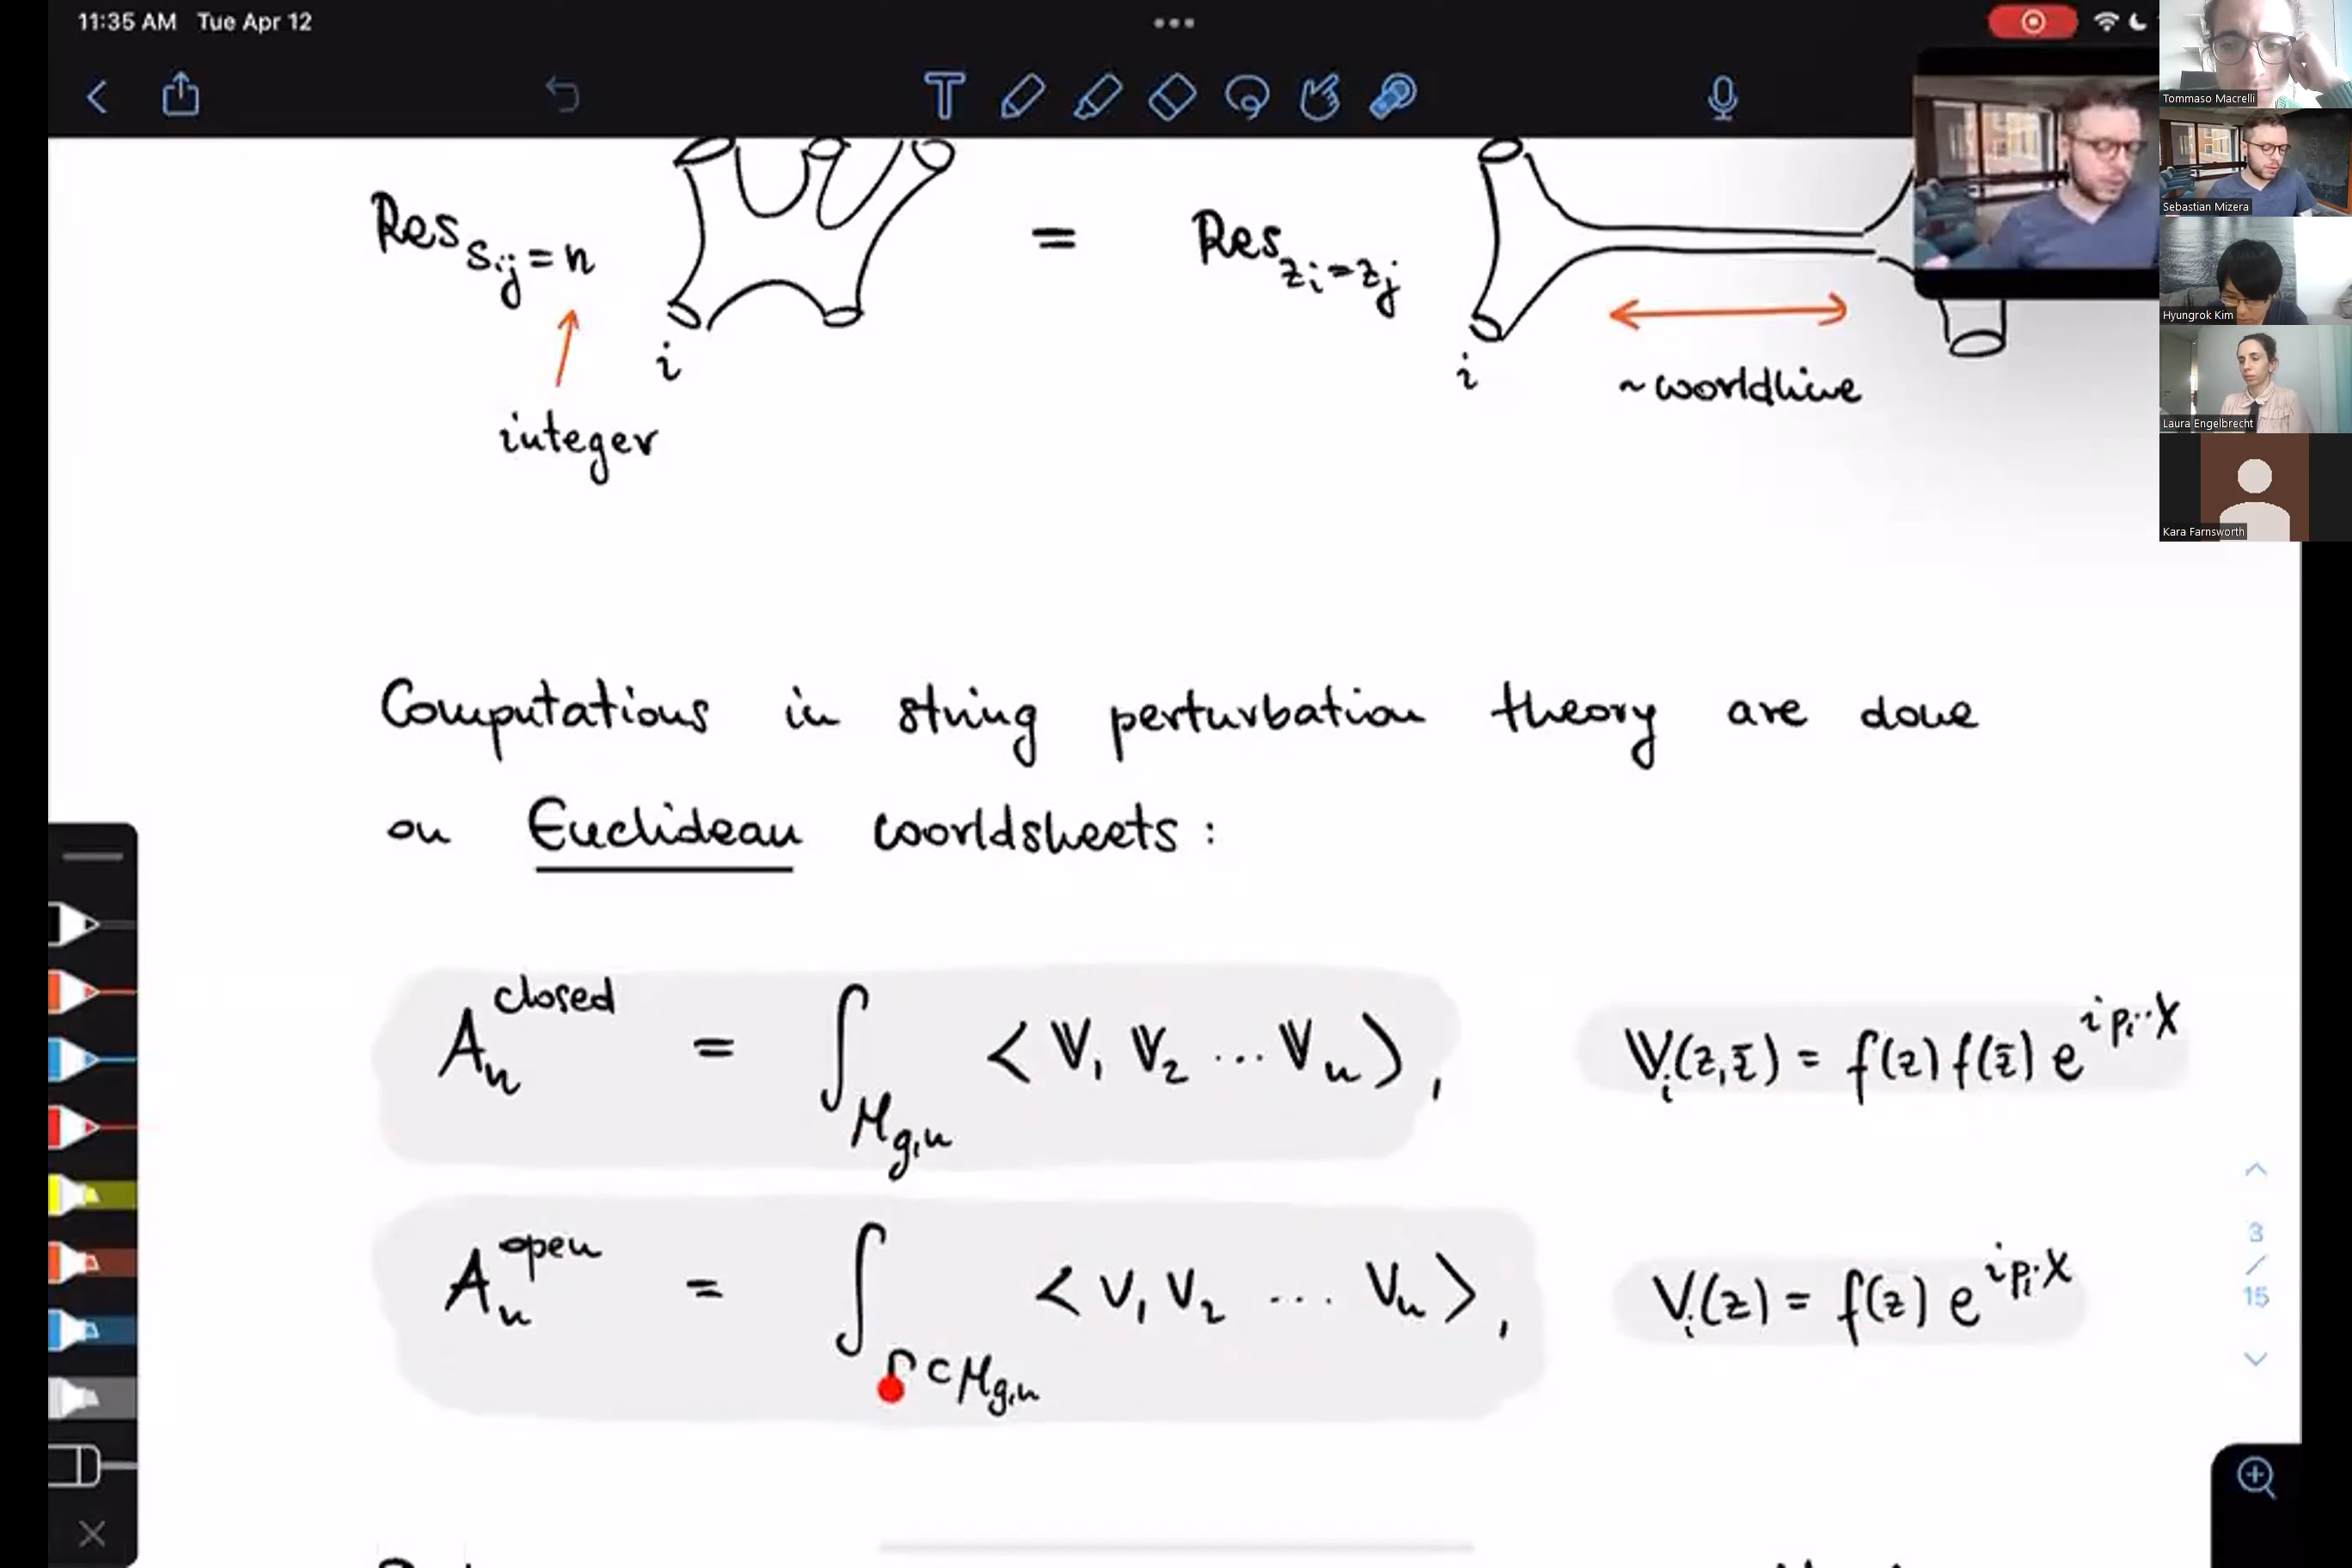 11:35 AM Tue Apr 12
Tommaso Macrelli
Sebastian Mizera
Hyungrok Kim
Laura Engelbrecht
Kara Farnsworth
Res_{s_{ij}=n} = Res_{z_i=z_j}
i i
integer ~worldline
Computations in string perturbation theory are done
on Euclidean worldsheets:
A_n^{closed} = ∫_{M_{g,n}} < 𝕍_1 𝕍_2 ... 𝕍_n >, 𝕍_i(z,z̄) = f(z) f(z̄) e^{i p_i·X}
A_n^{open} = ∫_{Γ⊂M_{g,n}} < V_1 V_2 ... V_n >, V_i(z) = f(z) e^{i p_i·X}
3
/
15